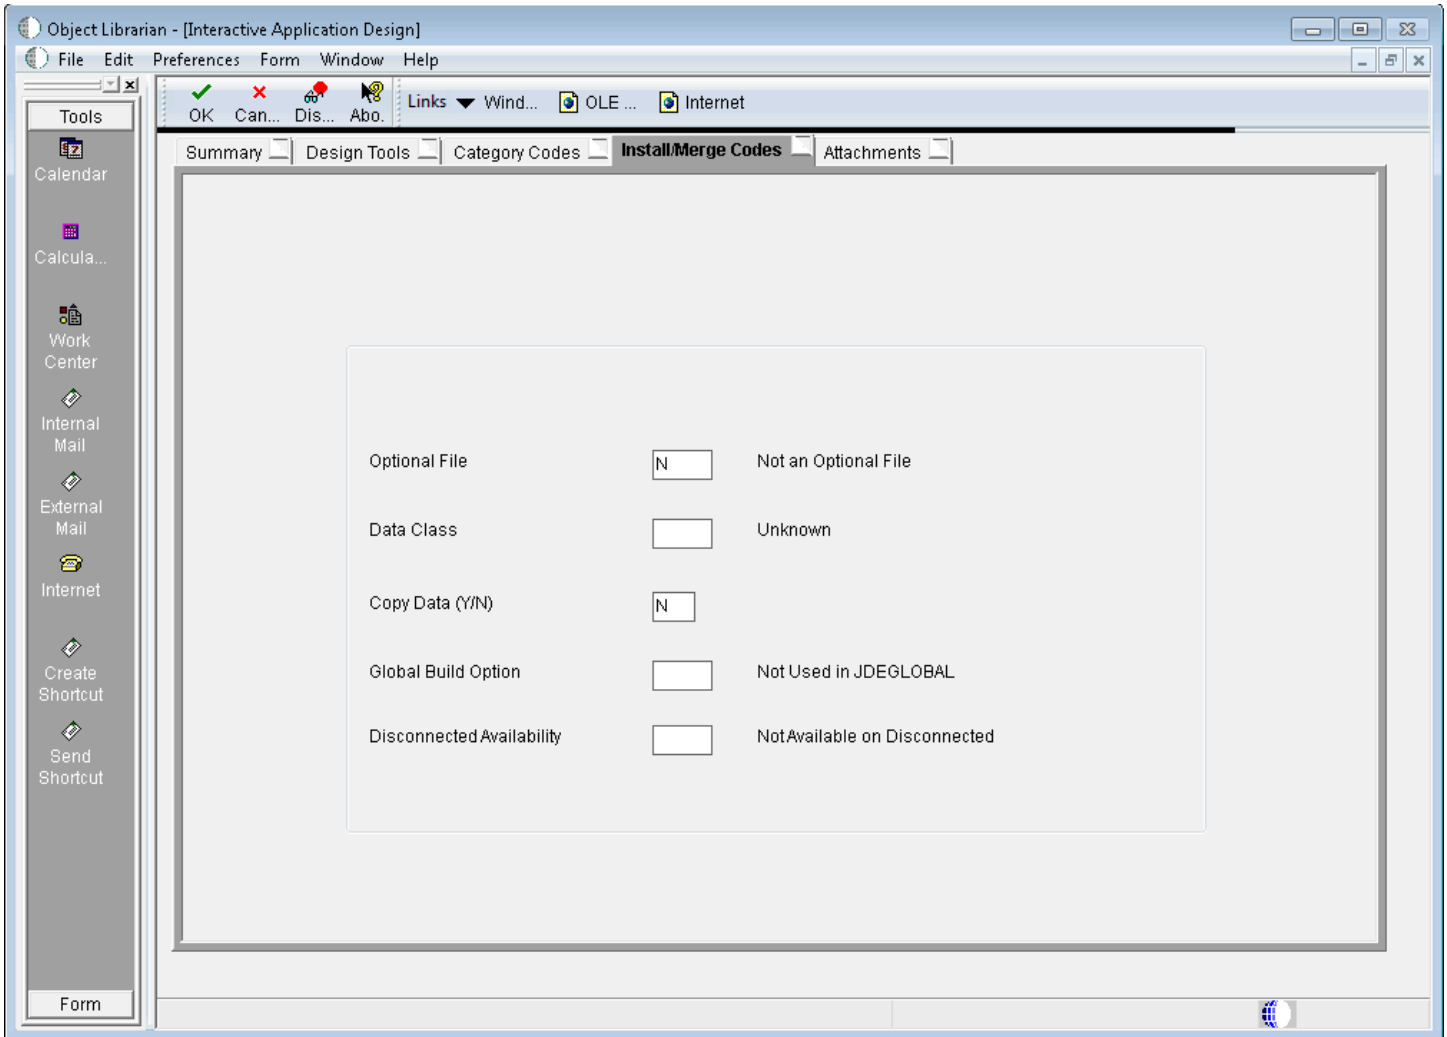 Object Librarian - [Interactive Application Design]
File Edit Preferences Form Window Help
OK Can... Dis... Abo. Links Wind... OLE ... Internet
Tools
Calendar
Calcula...
Work
Center
Internal
Mail
External
Mail
Internet
Create
Shortcut
Send
Shortcut
Form
Summary Design Tools Category Codes Install/Merge Codes Attachments
Optional File N Not an Optional File
Data Class Unknown
Copy Data (Y/N) N
Global Build Option Not Used in JDEGLOBAL
Disconnected Availability Not Available on Disconnected